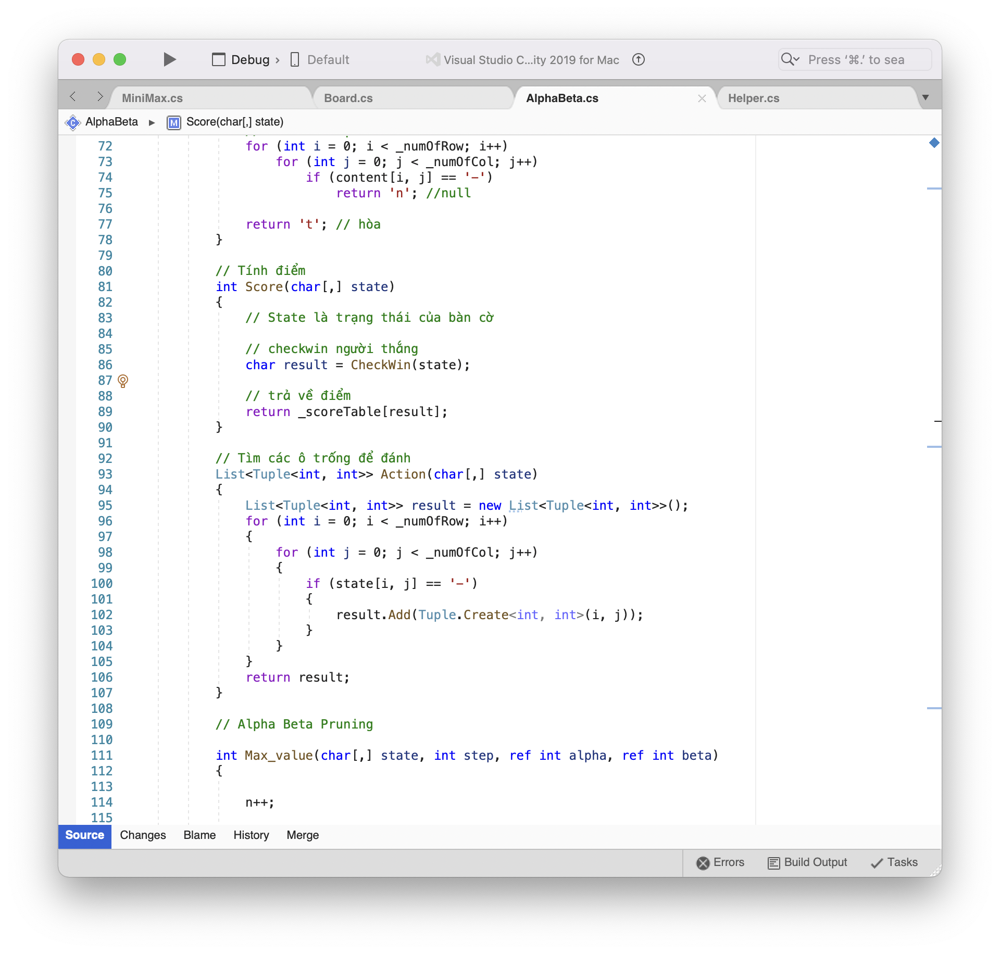 Debug › Default Visual Studio C...ity 2019 for Mac Press ‘⌘.’ to sea
MiniMax.cs Board.cs AlphaBeta.cs Helper.cs
AlphaBeta ▶ M Score(char[,] state)
72 for (int i = 0; i < _numOfRow; i++)
73 for (int j = 0; j < _numOfCol; j++)
74 if (content[i, j] == '-')
75 return 'n'; //null
76
77 return 't'; // hòa
78 }
79
80 // Tính điểm
81 int Score(char[,] state)
82 {
83 // State là trạng thái của bàn cờ
84
85 // checkwin người thắng
86 char result = CheckWin(state);
87
88 // trả về điểm
89 return _scoreTable[result];
90 }
91
92 // Tìm các ô trống để đánh
93 List<Tuple<int, int>> Action(char[,] state)
94 {
95 List<Tuple<int, int>> result = new List<Tuple<int, int>>();
96 for (int i = 0; i < _numOfRow; i++)
97 {
98 for (int j = 0; j < _numOfCol; j++)
99 {
100 if (state[i, j] == '-')
101 {
102 result.Add(Tuple.Create<int, int>(i, j));
103 }
104 }
105 }
106 return result;
107 }
108
109 // Alpha Beta Pruning
110
111 int Max_value(char[,] state, int step, ref int alpha, ref int beta)
112 {
113
114 n++;
115
Source Changes Blame History Merge
Errors Build Output Tasks